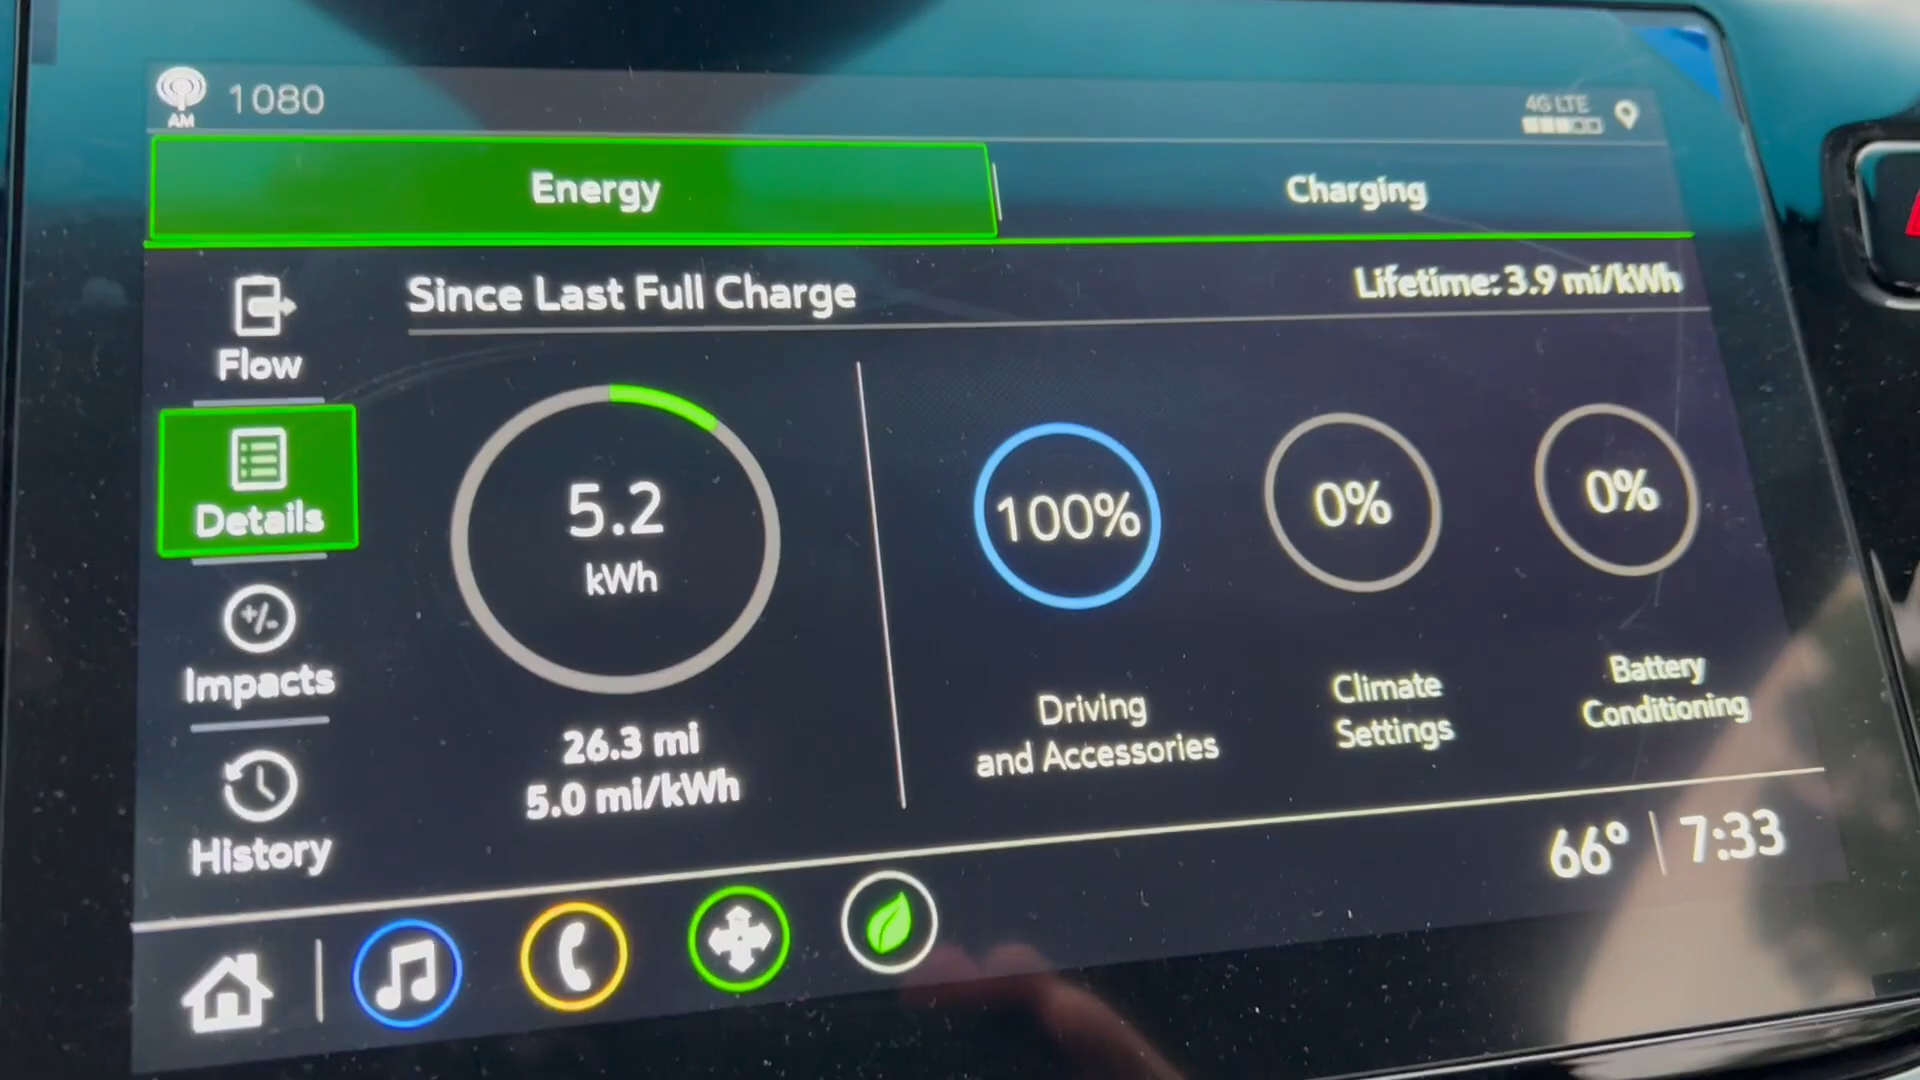 AM 1080
4G LTE
Energy
Charging
Since Last Full Charge
Lifetime: 3.9 mi/kWh
Flow
Details
+/-
Impacts
History
5.2
kWh
26.3 mi
5.0 mi/kWh
100%
Driving
and Accessories
0%
Climate
Settings
0%
Battery
Conditioning
66° 7:33